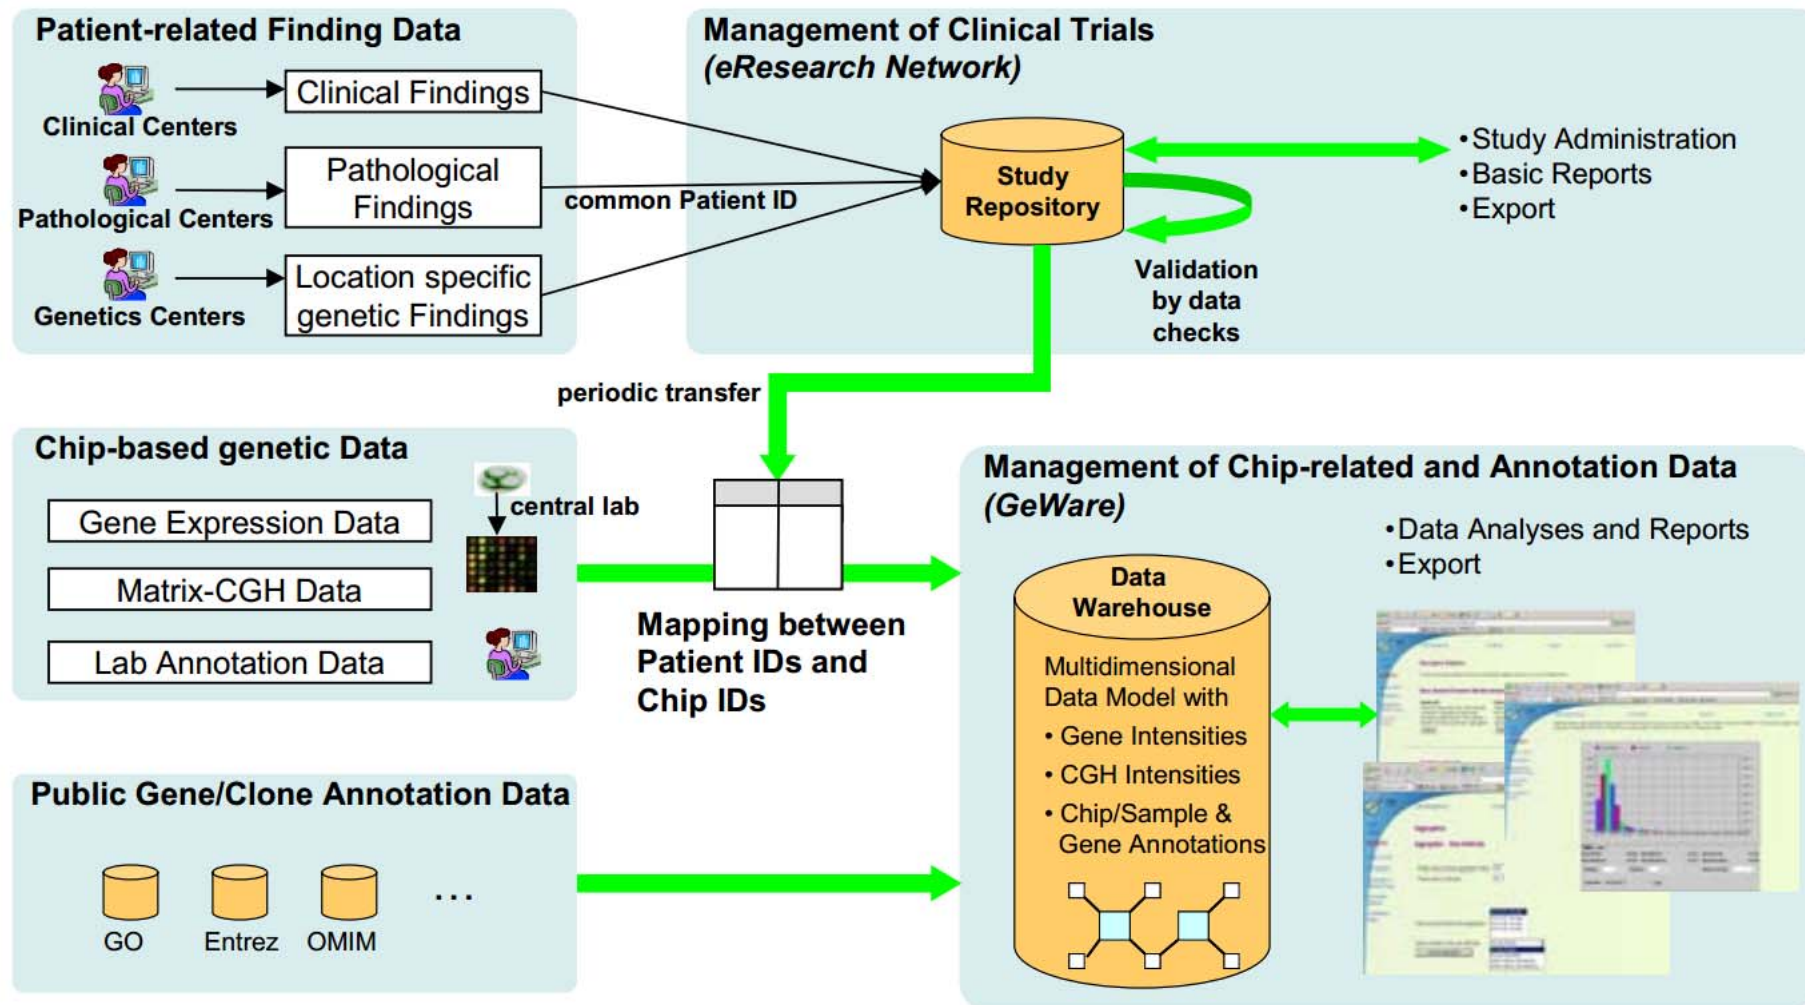 Patient-related Finding Data
Clinical Centers
Clinical Findings
Pathological Centers
Pathological
Findings
common Patient ID
Genetics Centers
Location specific
genetic Findings
Management of Clinical Trials
(eResearch Network)
Study
Repository
•Study Administration
•Basic Reports
•Export
Validation
by data
checks
periodic transfer
Chip-based genetic Data
Gene Expression Data
Matrix-CGH Data
Lab Annotation Data
central lab
Mapping between
Patient IDs and
Chip IDs
Public Gene/Clone Annotation Data
GO
Entrez
OMIM
...
Management of Chip-related and Annotation Data
(GeWare)
•Data Analyses and Reports
•Export
Data
Warehouse
Multidimensional
Data Model with
• Gene Intensities
• CGH Intensities
• Chip/Sample &
Gene Annotations